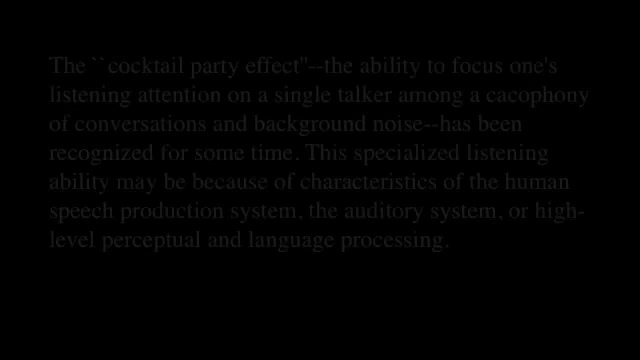 The ``cocktail party effect"--the ability to focus one's
listening attention on a single talker among a cacophony
of conversations and background noise--has been
recognized for some time. This specialized listening
ability may be because of characteristics of the human
speech production system, the auditory system, or high-
level perceptual and language processing.